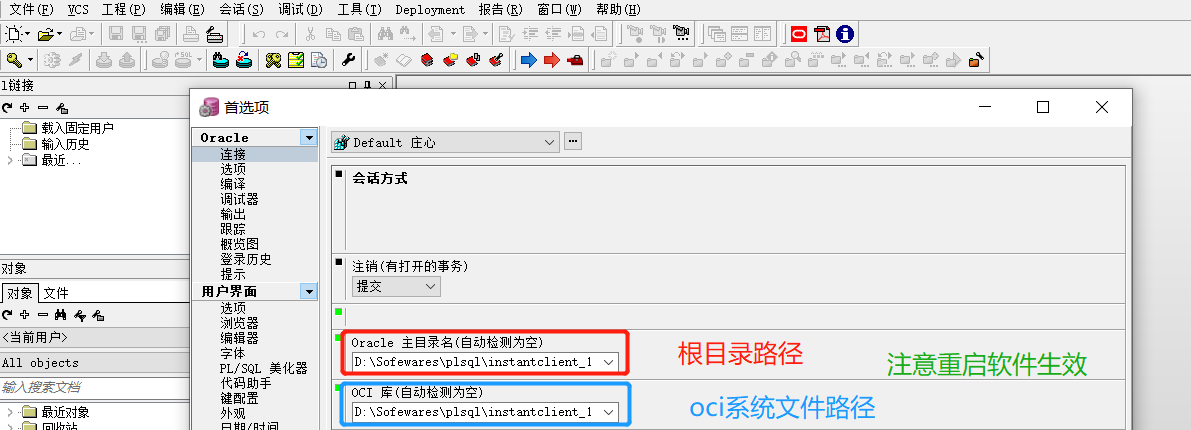 文件(F) VCS 工程(P) 编辑(E) 会话(S) 调试(D) 工具(T) Deployment 报告(R) 窗口(W) 帮助(H)
l链接
载入固定用户
输入历史
最近...
对象
对象 文件
<当前用户>
All objects
输入搜索文档
最近对象
回收站
首选项
Oracle
连接
选项
编译
调试器
输出
跟踪
概览图
登录历史
提示
用户界面
选项
浏览器
编辑器
字体
PL/SQL 美化器
代码助手
键配置
外观
日期/时间
Default 庄心
会话方式
注销(有打开的事务)
提交
Oracle 主目录名(自动检测为空)
D:\Sofewares\plsql\instantclient_1
根目录路径
注意重启软件生效
OCI 库(自动检测为空)
D:\Sofewares\plsql\instantclient_1
oci系统文件路径